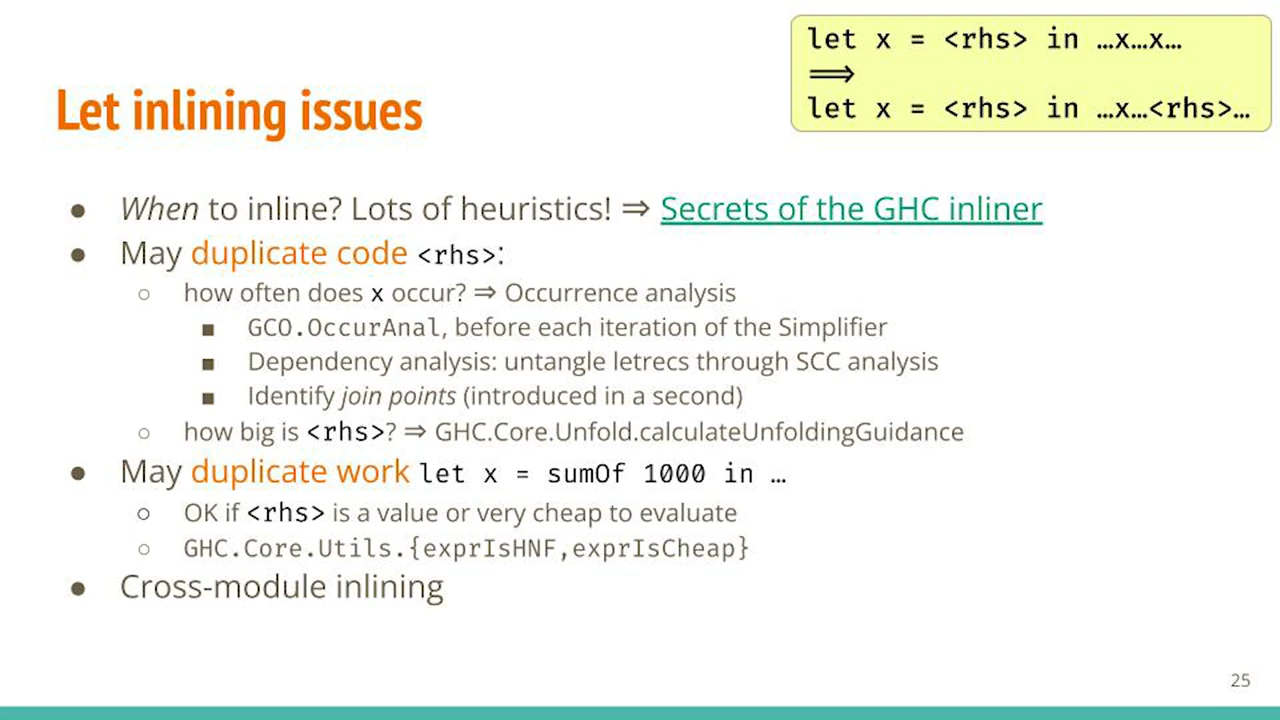 let x = <rhs> in …x…x…
⟹
let x = <rhs> in …x…<rhs>…
Let inlining issues
● When to inline? Lots of heuristics! ⇒ Secrets of the GHC inliner
● May duplicate code <rhs>:
○ how often does x occur? ⇒ Occurrence analysis
■ GCO.OccurAnal, before each iteration of the Simplifier
■ Dependency analysis: untangle letrecs through SCC analysis
■ Identify join points (introduced in a second)
○ how big is <rhs>? ⇒ GHC.Core.Unfold.calculateUnfoldingGuidance
● May duplicate work let x = sumOf 1000 in …
○ OK if <rhs> is a value or very cheap to evaluate
○ GHC.Core.Utils.{exprIsHNF,exprIsCheap}
● Cross-module inlining
25